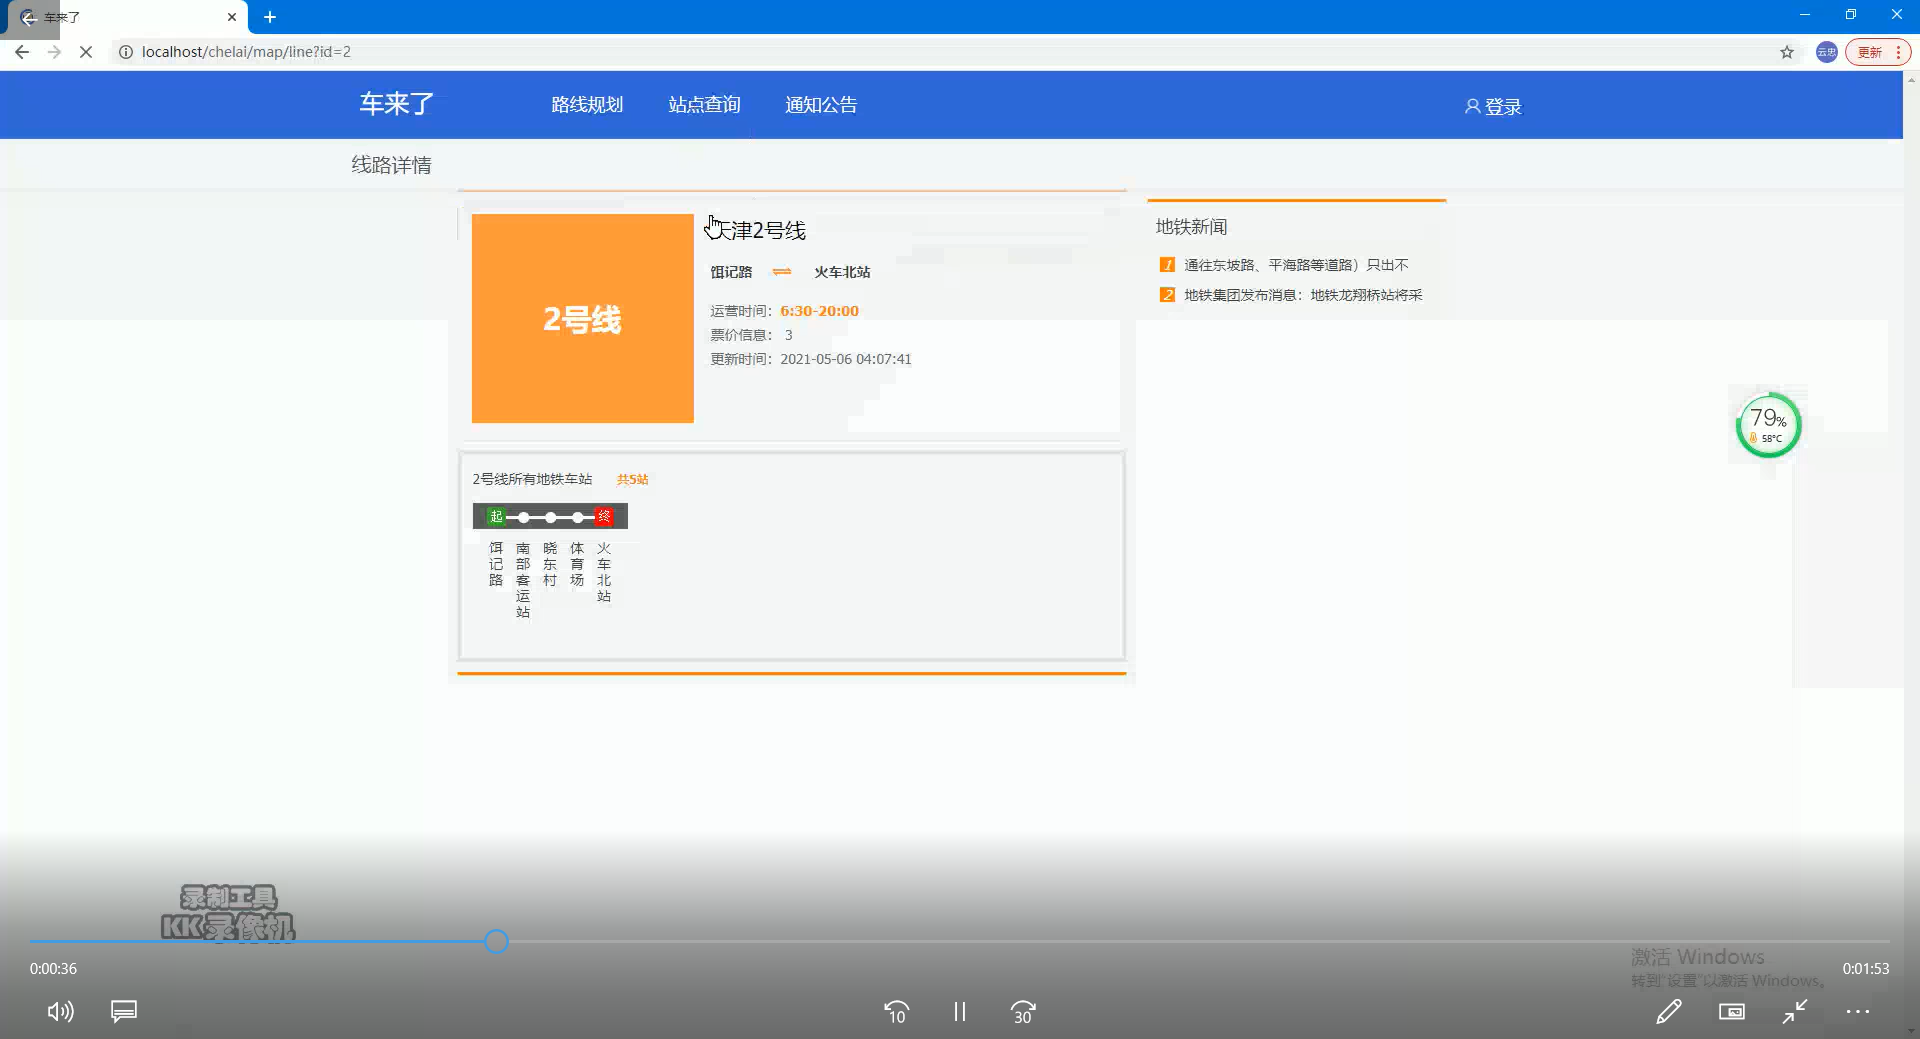 车来了
localhost/chelai/map/line?id=2
云忠
更新
车来了
路线规划
站点查询
通知公告
登录
线路详情
2号线
天津2号线
饵记路
火车北站
运营时间：6:30-20:00
票价信息： 3
更新时间：2021-05-06 04:07:41
地铁新闻
1 通往东坡路、平海路等道路）只出不
2 地铁集团发布消息：地铁龙翔桥站将采
79%
58°C
2号线所有地铁车站 共5站
起
终
饵记路
南部客运站
晓东村
体育场
火车北站
录制工具
KK录像机
激活 Windows
转到“设置”以激活 Windows。
0:00:36
0:01:53
10
30